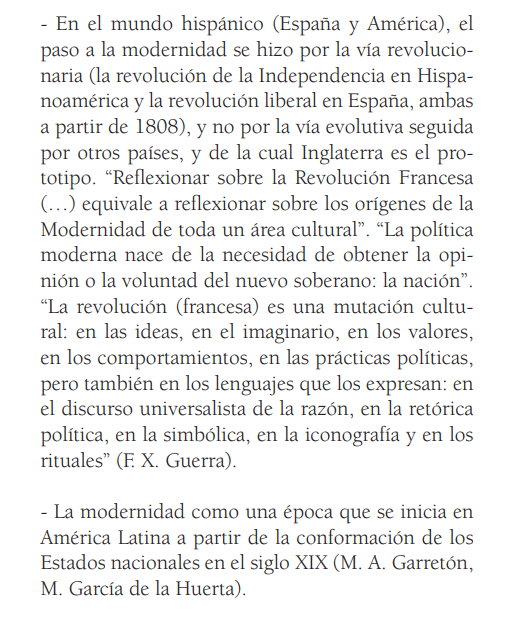 - En el mundo hispánico (España y América), el
paso a la modernidad se hizo por la vía revolucio-
naria (la revolución de la Independencia en Hispa-
noamérica y la revolución liberal en España, ambas
a partir de 1808), y no por la vía evolutiva seguida
por otros países, y de la cual Inglaterra es el pro-
totipo. “Reflexionar sobre la Revolución Francesa
(…) equivale a reflexionar sobre los orígenes de la
Modernidad de toda un área cultural”. “La política
moderna nace de la necesidad de obtener la opi-
nión o la voluntad del nuevo soberano: la nación”.
“La revolución (francesa) es una mutación cultu-
ral: en las ideas, en el imaginario, en los valores,
en los comportamientos, en las prácticas políticas,
pero también en los lenguajes que los expresan: en
el discurso universalista de la razón, en la retórica
política, en la simbólica, en la iconografía y en los
rituales” (F. X. Guerra).
- La modernidad como una época que se inicia en
América Latina a partir de la conformación de los
Estados nacionales en el siglo XIX (M. A. Garretón,
M. García de la Huerta).